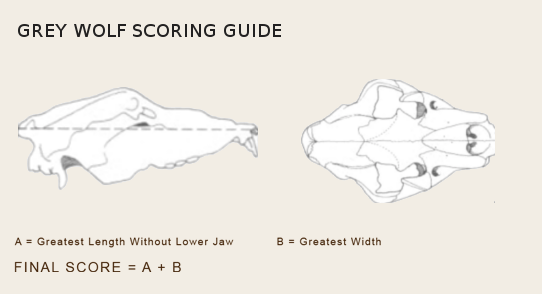 GREY WOLF SCORING GUIDE
A = Greatest Length Without Lower Jaw
B = Greatest Width
FINAL SCORE = A + B